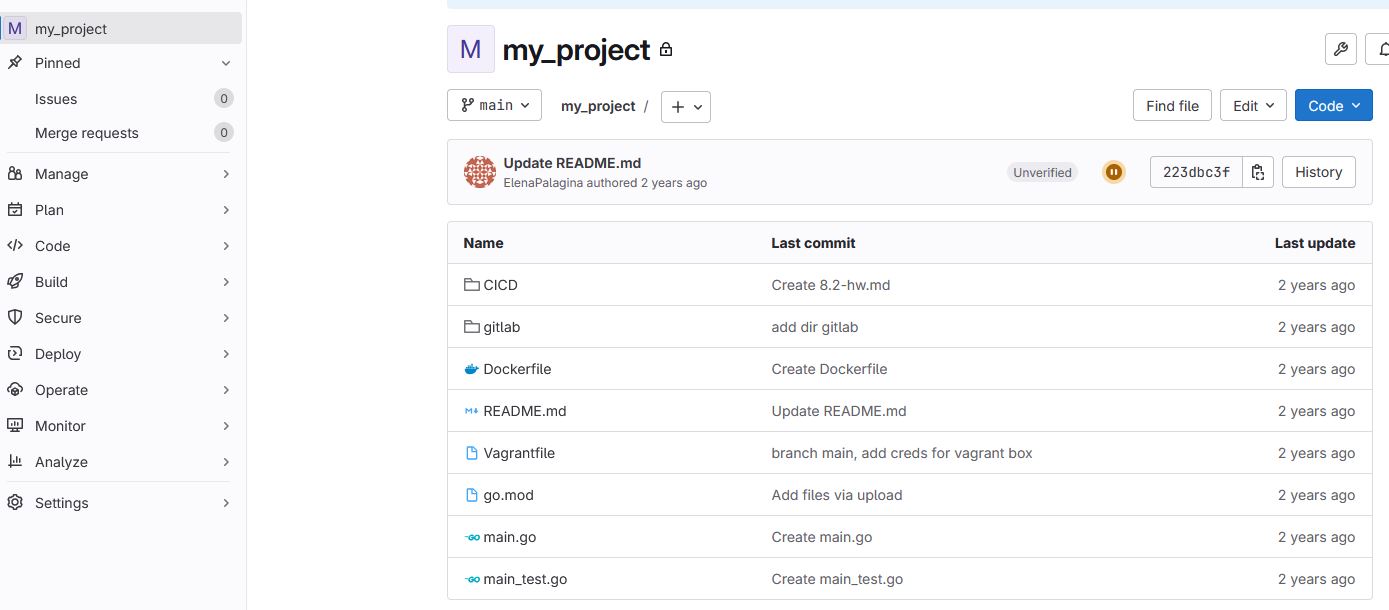 M my_project
Pinned
Issues 0
Merge requests 0
Manage
Plan
Code
Build
Secure
Deploy
Operate
Monitor
Analyze
Settings
M my_project
main my_project / +
Find file Edit Code
Update README.md
ElenaPalagina authored 2 years ago
Unverified 223dbc3f History
Name Last commit Last update
CICD Create 8.2-hw.md 2 years ago
gitlab add dir gitlab 2 years ago
Dockerfile Create Dockerfile 2 years ago
README.md Update README.md 2 years ago
Vagrantfile branch main, add creds for vagrant box 2 years ago
go.mod Add files via upload 2 years ago
main.go Create main.go 2 years ago
main_test.go Create main_test.go 2 years ago